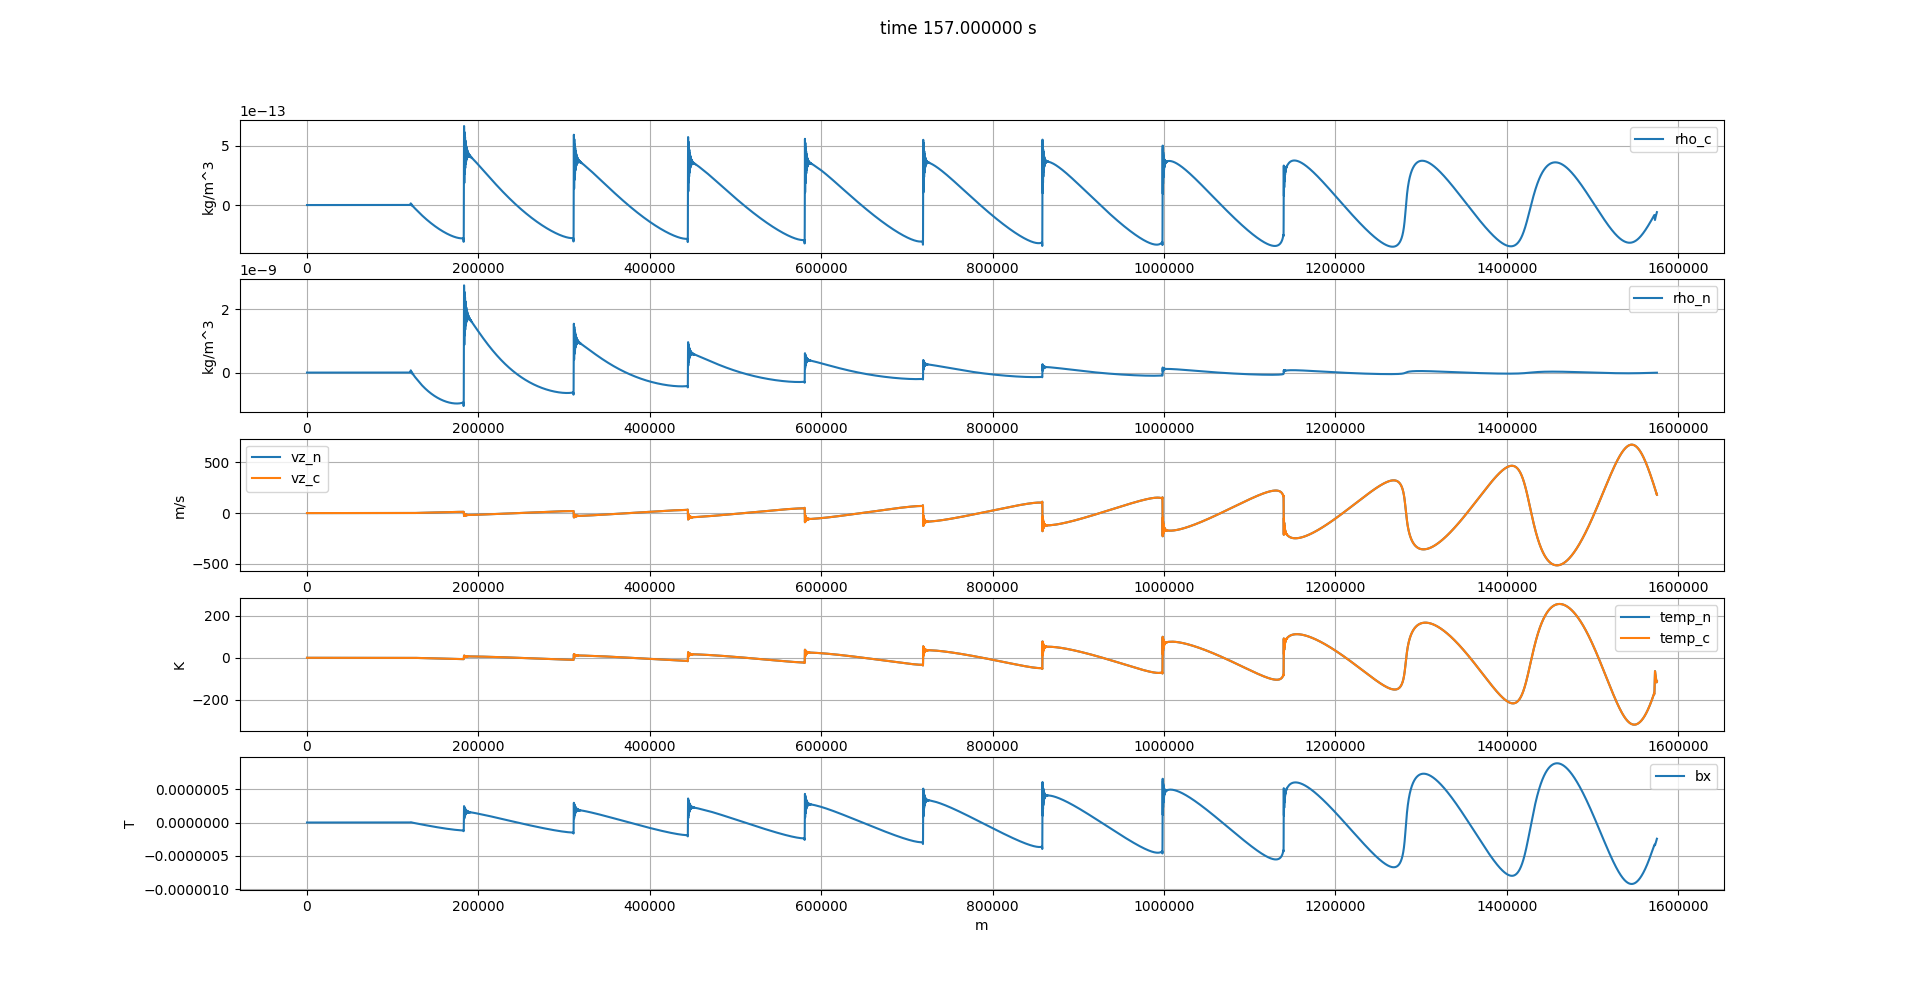 time 157.000000 s
1e−13
5
0
kg/m^3
rho_c
0 200000 400000 600000 800000 1000000 1200000 1400000 1600000
1e−9
2
0
kg/m^3
rho_n
0 200000 400000 600000 800000 1000000 1200000 1400000 1600000
500
0
−500
m/s
vz_n
vz_c
0 200000 400000 600000 800000 1000000 1200000 1400000 1600000
200
0
−200
K
temp_n
temp_c
0 200000 400000 600000 800000 1000000 1200000 1400000 1600000
0.0000005
0.0000000
−0.0000005
−0.0000010
T
bx
0 200000 400000 600000 800000 1000000 1200000 1400000 1600000
m